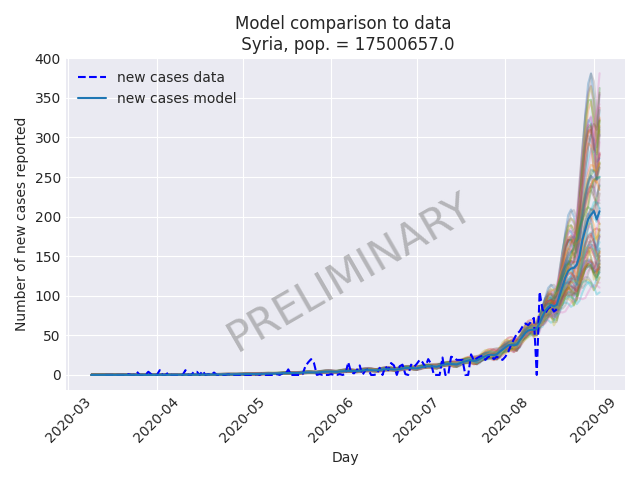 Model comparison to data
Syria, pop. = 17500657.0
400
350
300
250
200
150
100
50
0
Number of new cases reported
new cases data
new cases model
PRELIMINARY
2020-03
2020-04
2020-05
2020-06
2020-07
2020-08
2020-09
Day